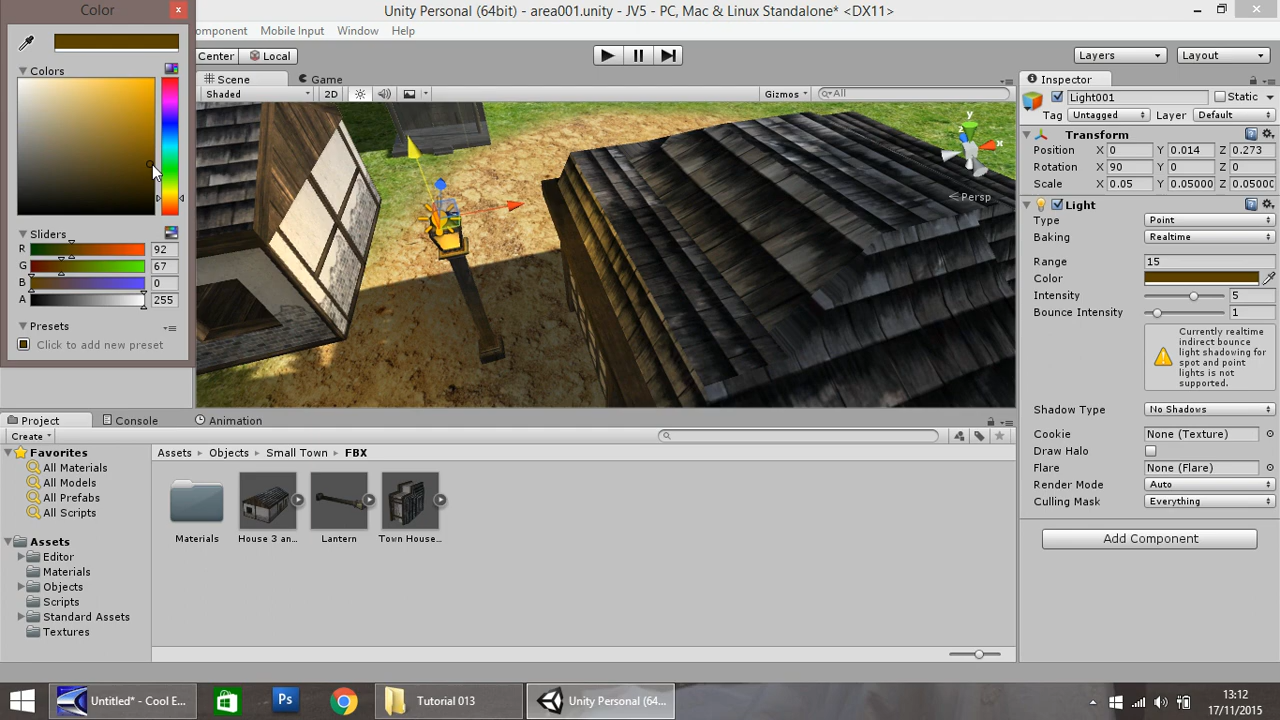 Color
Unity Personal (64bit) - area001.unity - JV5 - PC, Mac & Linux Standalone* <DX11>
omponent Mobile Input Window Help
Center Local
Layers Layout
Colors
Scene Game
Shaded 2D Gizmos All
y
x
z
Persp
Sliders
R 92
G 67
B 0
A 255
Presets
Click to add new preset
Inspector
Light001 Static
Tag Untagged Layer Default
Transform
Position X 0 Y 0.014 Z 0.273
Rotation X 90 Y 0 Z 0
Scale X 0.05 Y 0.05000 Z 0.05000
Light
Type Point
Baking Realtime
Range 15
Color
Intensity 5
Bounce Intensity 1
Currently realtime
indirect bounce
light shadowing for
spot and point
lights is not
supported.
Shadow Type No Shadows
Cookie None (Texture)
Draw Halo
Flare None (Flare)
Render Mode Auto
Culling Mask Everything
Add Component
Project Console Animation
Create
Favorites
All Materials
All Models
All Prefabs
All Scripts
Assets
Editor
Materials
Objects
Scripts
Standard Assets
Textures
Assets Objects Small Town FBX
Materials House 3 an... Lantern Town House...
Untitled* - Cool E... Ps Tutorial 013 Unity Personal (64...
13:12
17/11/2015